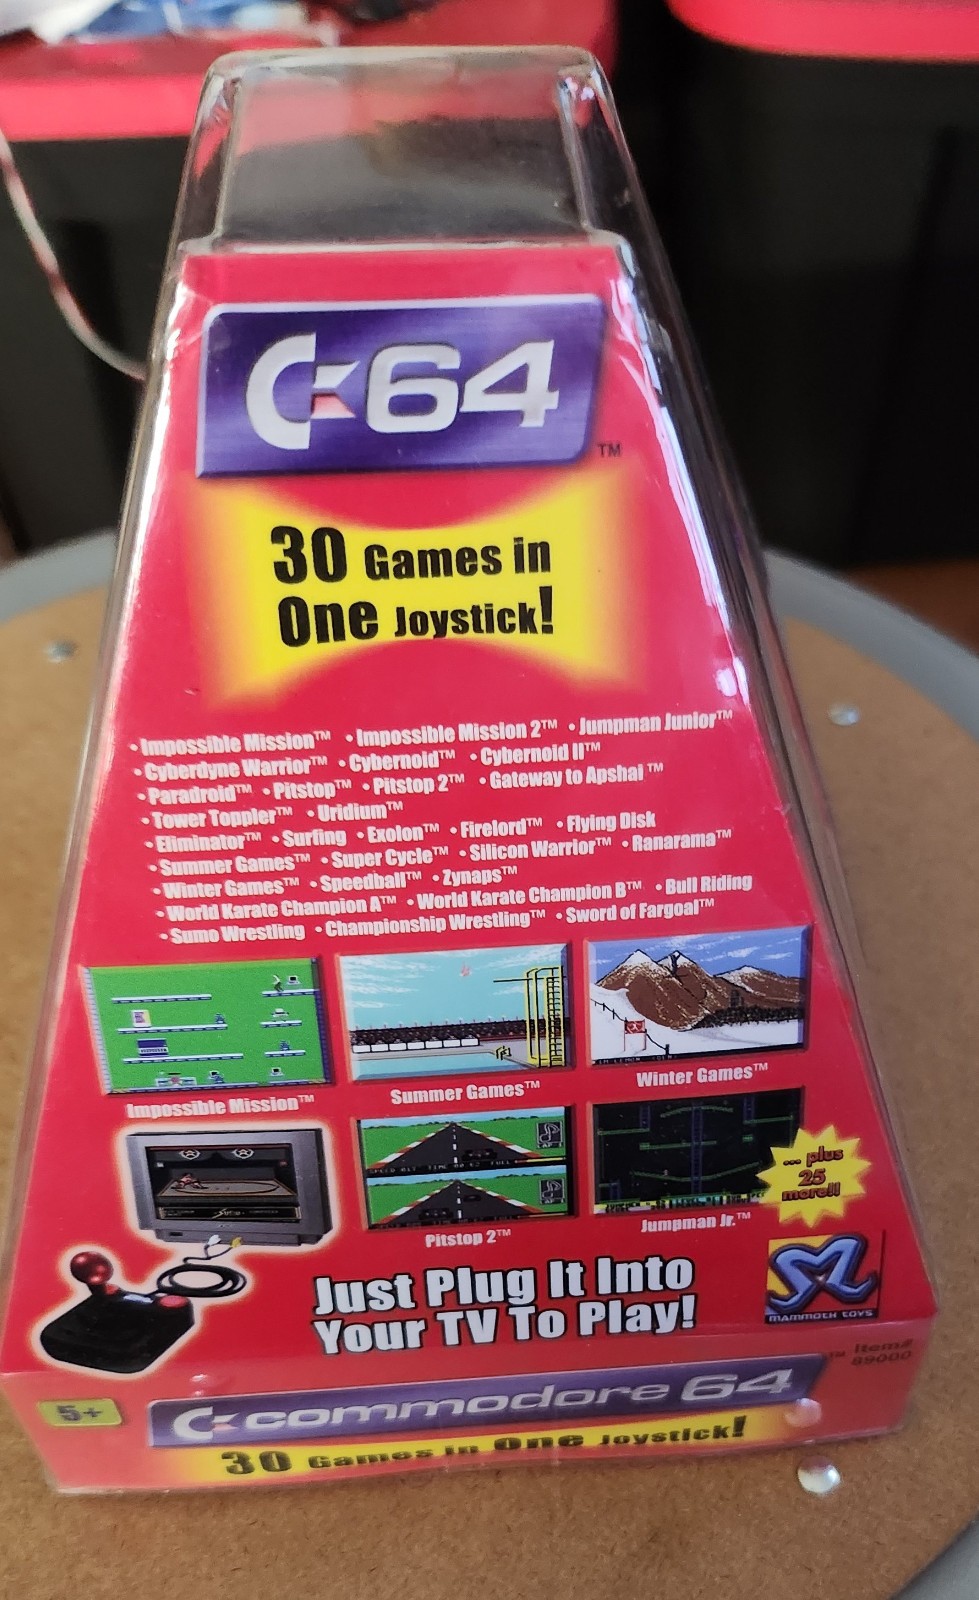 C64
TM
30 Games in
One Joystick!
• Impossible Mission™ • Impossible Mission 2™ • Jumpman Junior™
• Cyberdyne Warrior™ • Cybernoid™ • Cybernoid II™
• Paradroid™ • Pitstop™ • Pitstop 2™ • Gateway to Apshai™
• Tower Toppler™ • Uridium™
• Eliminator™ • Surfing • Exolon™ • Firelord™ • Flying Disk
• Summer Games™ • Super Cycle™ • Silicon Warrior™ • Ranarama™
• Winter Games™ • Speedball™ • Zynaps™
• World Karate Champion A™ • World Karate Champion B™ • Bull Riding
• Sumo Wrestling • Championship Wrestling™ • Sword of Fargoal™
Impossible Mission™
Summer Games™
Winter Games™
Pitstop 2™
Jumpman Jr.™
... plus
25
more!!
Just Plug It Into
Your TV To Play!
MAMMOTH TOYS
™ Item#
89000
5+
commodore 64
30 Games in One Joystick!